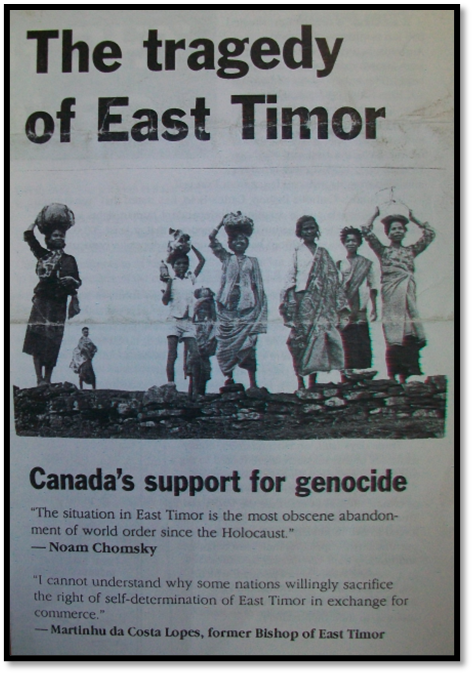 The tragedy
of East Timor
Canada's support for genocide
"The situation in East Timor is the most obscene abandon-
ment of world order since the Holocaust."
— Noam Chomsky
"I cannot understand why some nations willingly sacrifice
the right of self-determination of East Timor in exchange for
commerce."
— Martinhu da Costa Lopes, former Bishop of East Timor